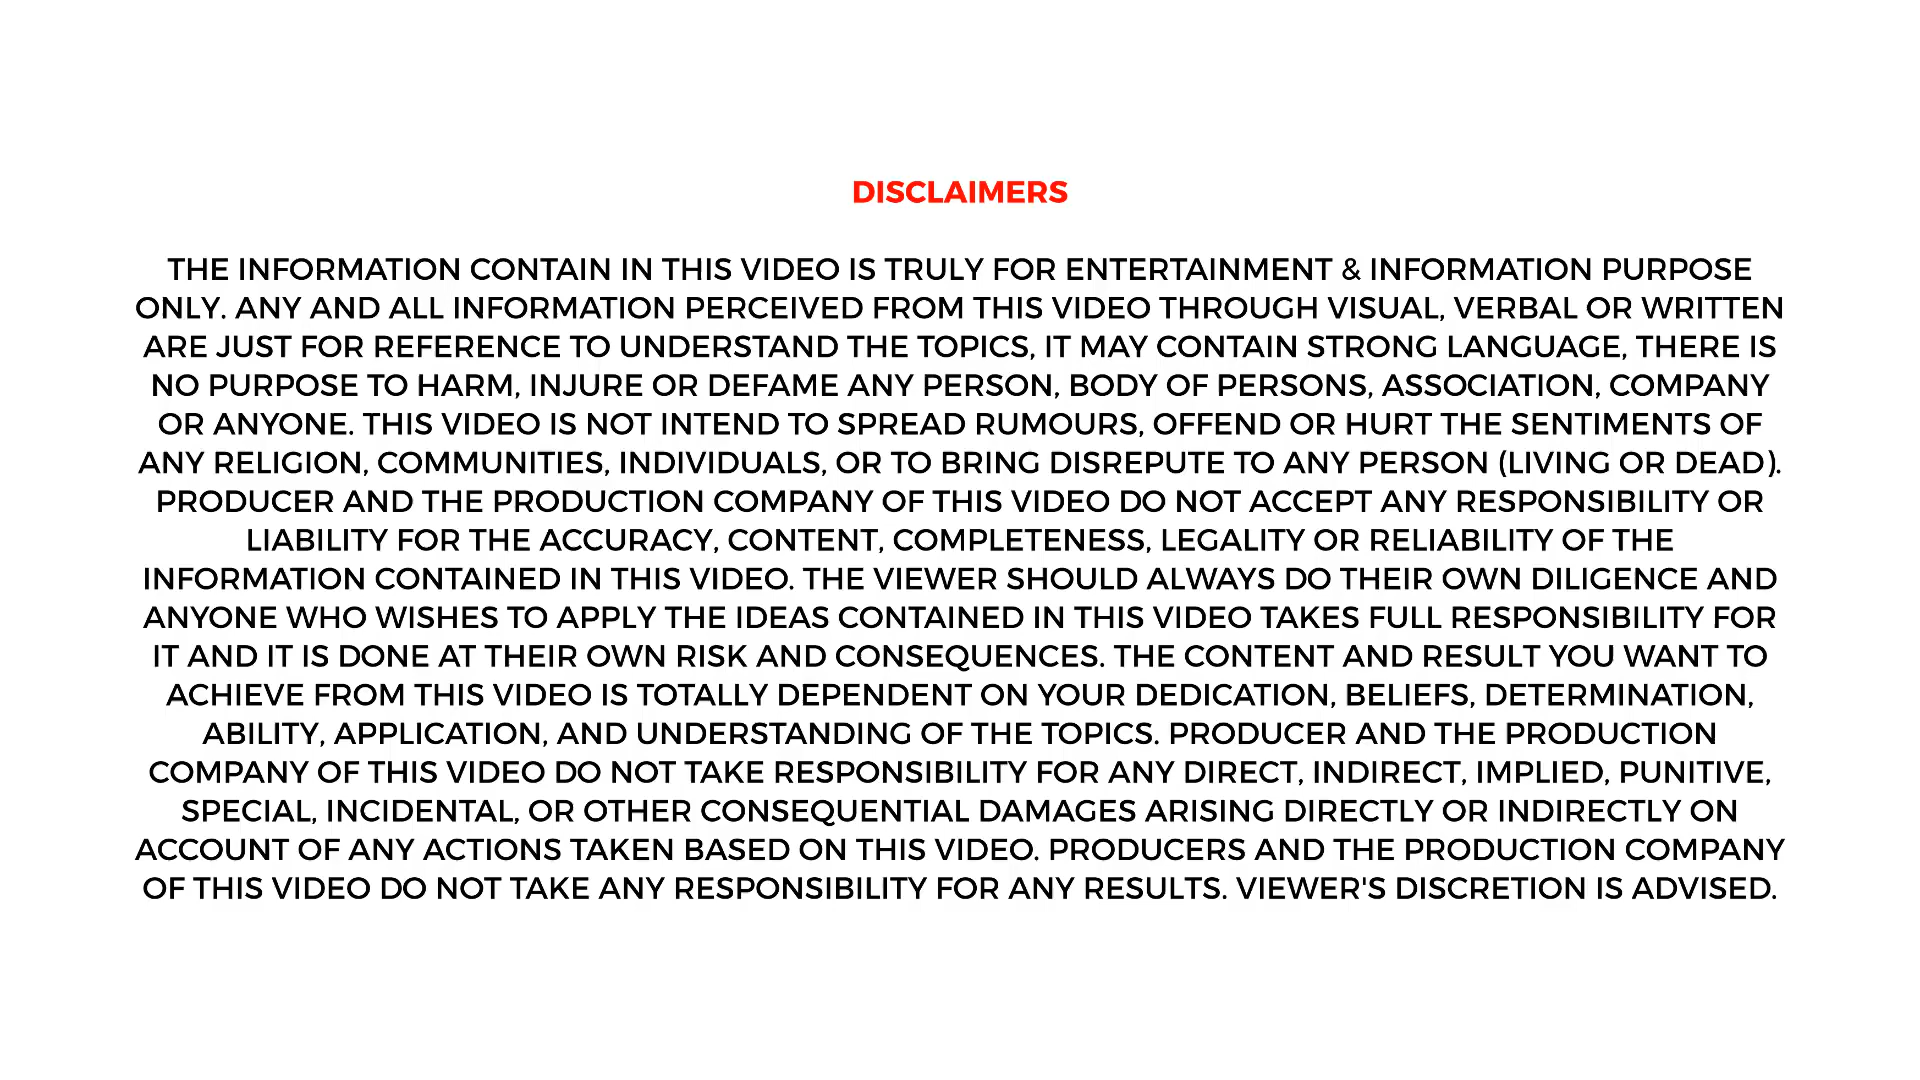 DISCLAIMERS
THE INFORMATION CONTAIN IN THIS VIDEO IS TRULY FOR ENTERTAINMENT & INFORMATION PURPOSE
ONLY. ANY AND ALL INFORMATION PERCEIVED FROM THIS VIDEO THROUGH VISUAL, VERBAL OR WRITTEN
ARE JUST FOR REFERENCE TO UNDERSTAND THE TOPICS, IT MAY CONTAIN STRONG LANGUAGE, THERE IS
NO PURPOSE TO HARM, INJURE OR DEFAME ANY PERSON, BODY OF PERSONS, ASSOCIATION, COMPANY
OR ANYONE. THIS VIDEO IS NOT INTEND TO SPREAD RUMOURS, OFFEND OR HURT THE SENTIMENTS OF
ANY RELIGION, COMMUNITIES, INDIVIDUALS, OR TO BRING DISREPUTE TO ANY PERSON (LIVING OR DEAD).
PRODUCER AND THE PRODUCTION COMPANY OF THIS VIDEO DO NOT ACCEPT ANY RESPONSIBILITY OR
LIABILITY FOR THE ACCURACY, CONTENT, COMPLETENESS, LEGALITY OR RELIABILITY OF THE
INFORMATION CONTAINED IN THIS VIDEO. THE VIEWER SHOULD ALWAYS DO THEIR OWN DILIGENCE AND
ANYONE WHO WISHES TO APPLY THE IDEAS CONTAINED IN THIS VIDEO TAKES FULL RESPONSIBILITY FOR
IT AND IT IS DONE AT THEIR OWN RISK AND CONSEQUENCES. THE CONTENT AND RESULT YOU WANT TO
ACHIEVE FROM THIS VIDEO IS TOTALLY DEPENDENT ON YOUR DEDICATION, BELIEFS, DETERMINATION,
ABILITY, APPLICATION, AND UNDERSTANDING OF THE TOPICS. PRODUCER AND THE PRODUCTION
COMPANY OF THIS VIDEO DO NOT TAKE RESPONSIBILITY FOR ANY DIRECT, INDIRECT, IMPLIED, PUNITIVE,
SPECIAL, INCIDENTAL, OR OTHER CONSEQUENTIAL DAMAGES ARISING DIRECTLY OR INDIRECTLY ON
ACCOUNT OF ANY ACTIONS TAKEN BASED ON THIS VIDEO. PRODUCERS AND THE PRODUCTION COMPANY
OF THIS VIDEO DO NOT TAKE ANY RESPONSIBILITY FOR ANY RESULTS. VIEWER'S DISCRETION IS ADVISED.